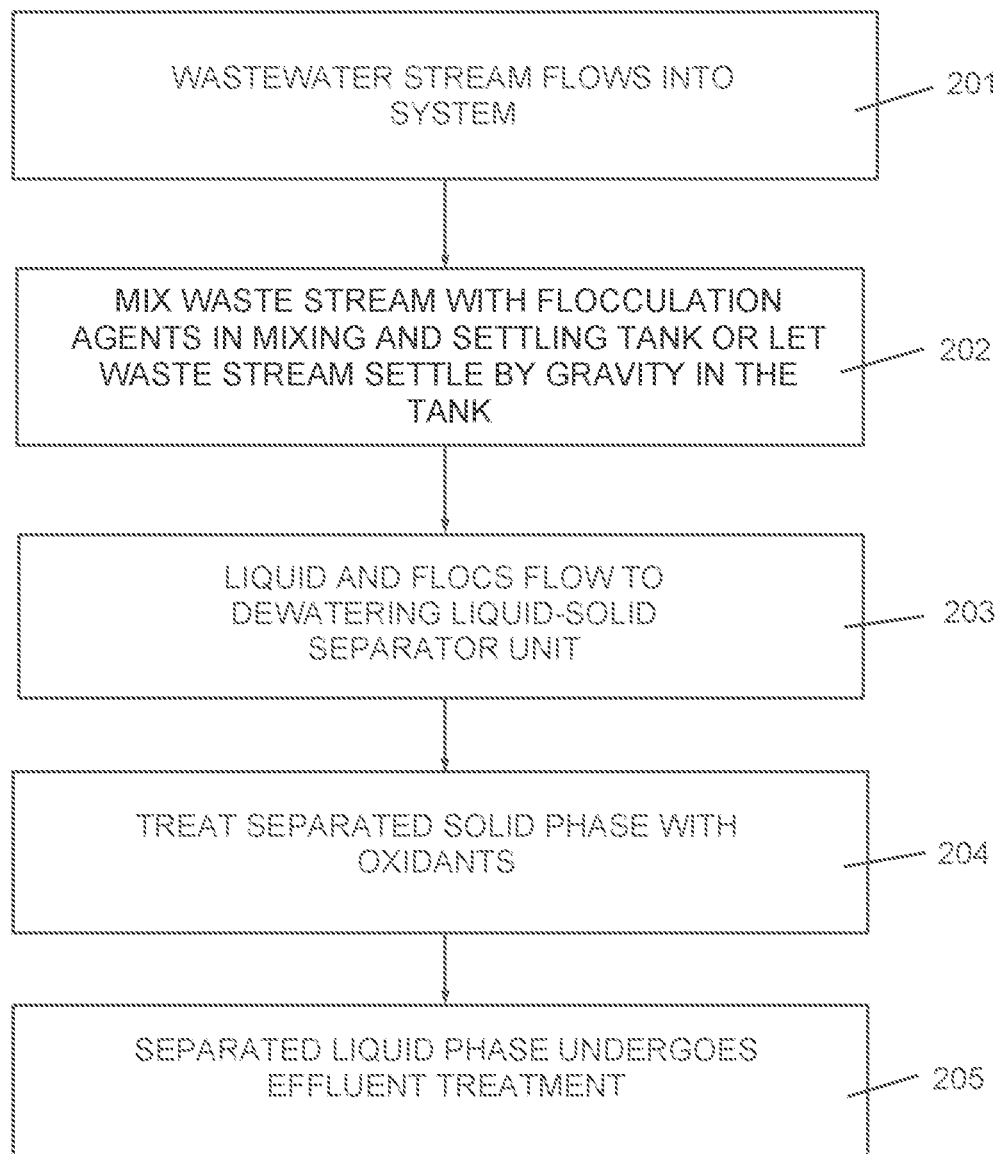 WASTEWATER STREAM FLOWS INTO
SYSTEM
201
MIX WASTE STREAM WITH FLOCCULATION
AGENTS IN MIXING AND SETTLING TANK OR LET
WASTE STREAM SETTLE BY GRAVITY IN THE
TANK
202
LIQUID AND FLOCS FLOW TO
DEWATERING LIQUID-SOLID
SEPARATOR UNIT
203
TREAT SEPARATED SOLID PHASE WITH
OXIDANTS
204
SEPARATED LIQUID PHASE UNDERGOES
EFFLUENT TREATMENT
205